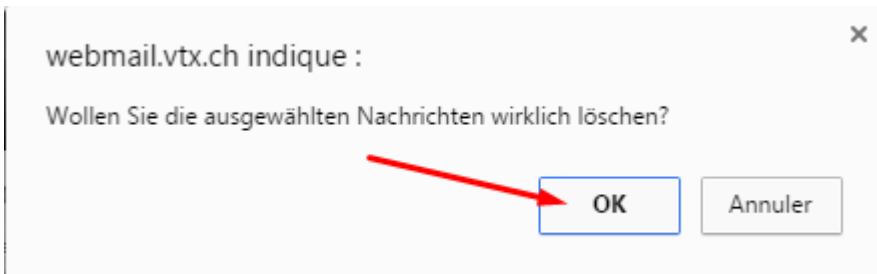 webmail.vtx.ch indique :
Wollen Sie die ausgewählten Nachrichten wirklich löschen?
OK Annuler